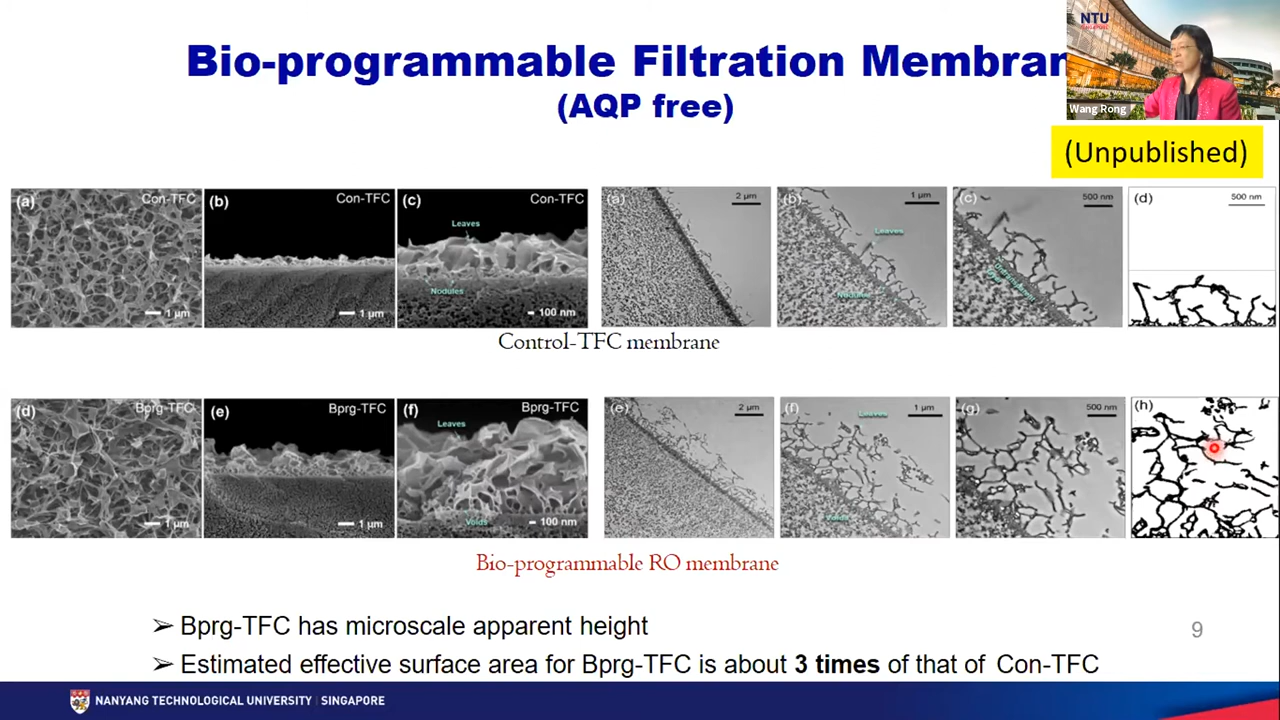 NTU
Wang Rong
Bio-programmable Filtration Membran
(AQP free)
(Unpublished)
(a) Con-TFC
1 µm
(b) Con-TFC
1 µm
(c) Con-TFC
Leaves
Nodules
100 nm
(a) 2 µm
(b) 1 µm
Leaves
Nodules
(c) 500 nm
(d) 500 nm
Control-TFC membrane
(d) Bprg-TFC
1 µm
(e) Bprg-TFC
1 µm
(f) Bprg-TFC
Leaves
Voids
100 nm
(e) 2 µm
(f) 1 µm
Leaves
Voids
(g) 500 nm
(h)
Bio-programmable RO membrane
➢ Bprg-TFC has microscale apparent height
➢ Estimated effective surface area for Bprg-TFC is about 3 times of that of Con-TFC
9
NANYANG TECHNOLOGICAL UNIVERSITY | SINGAPORE